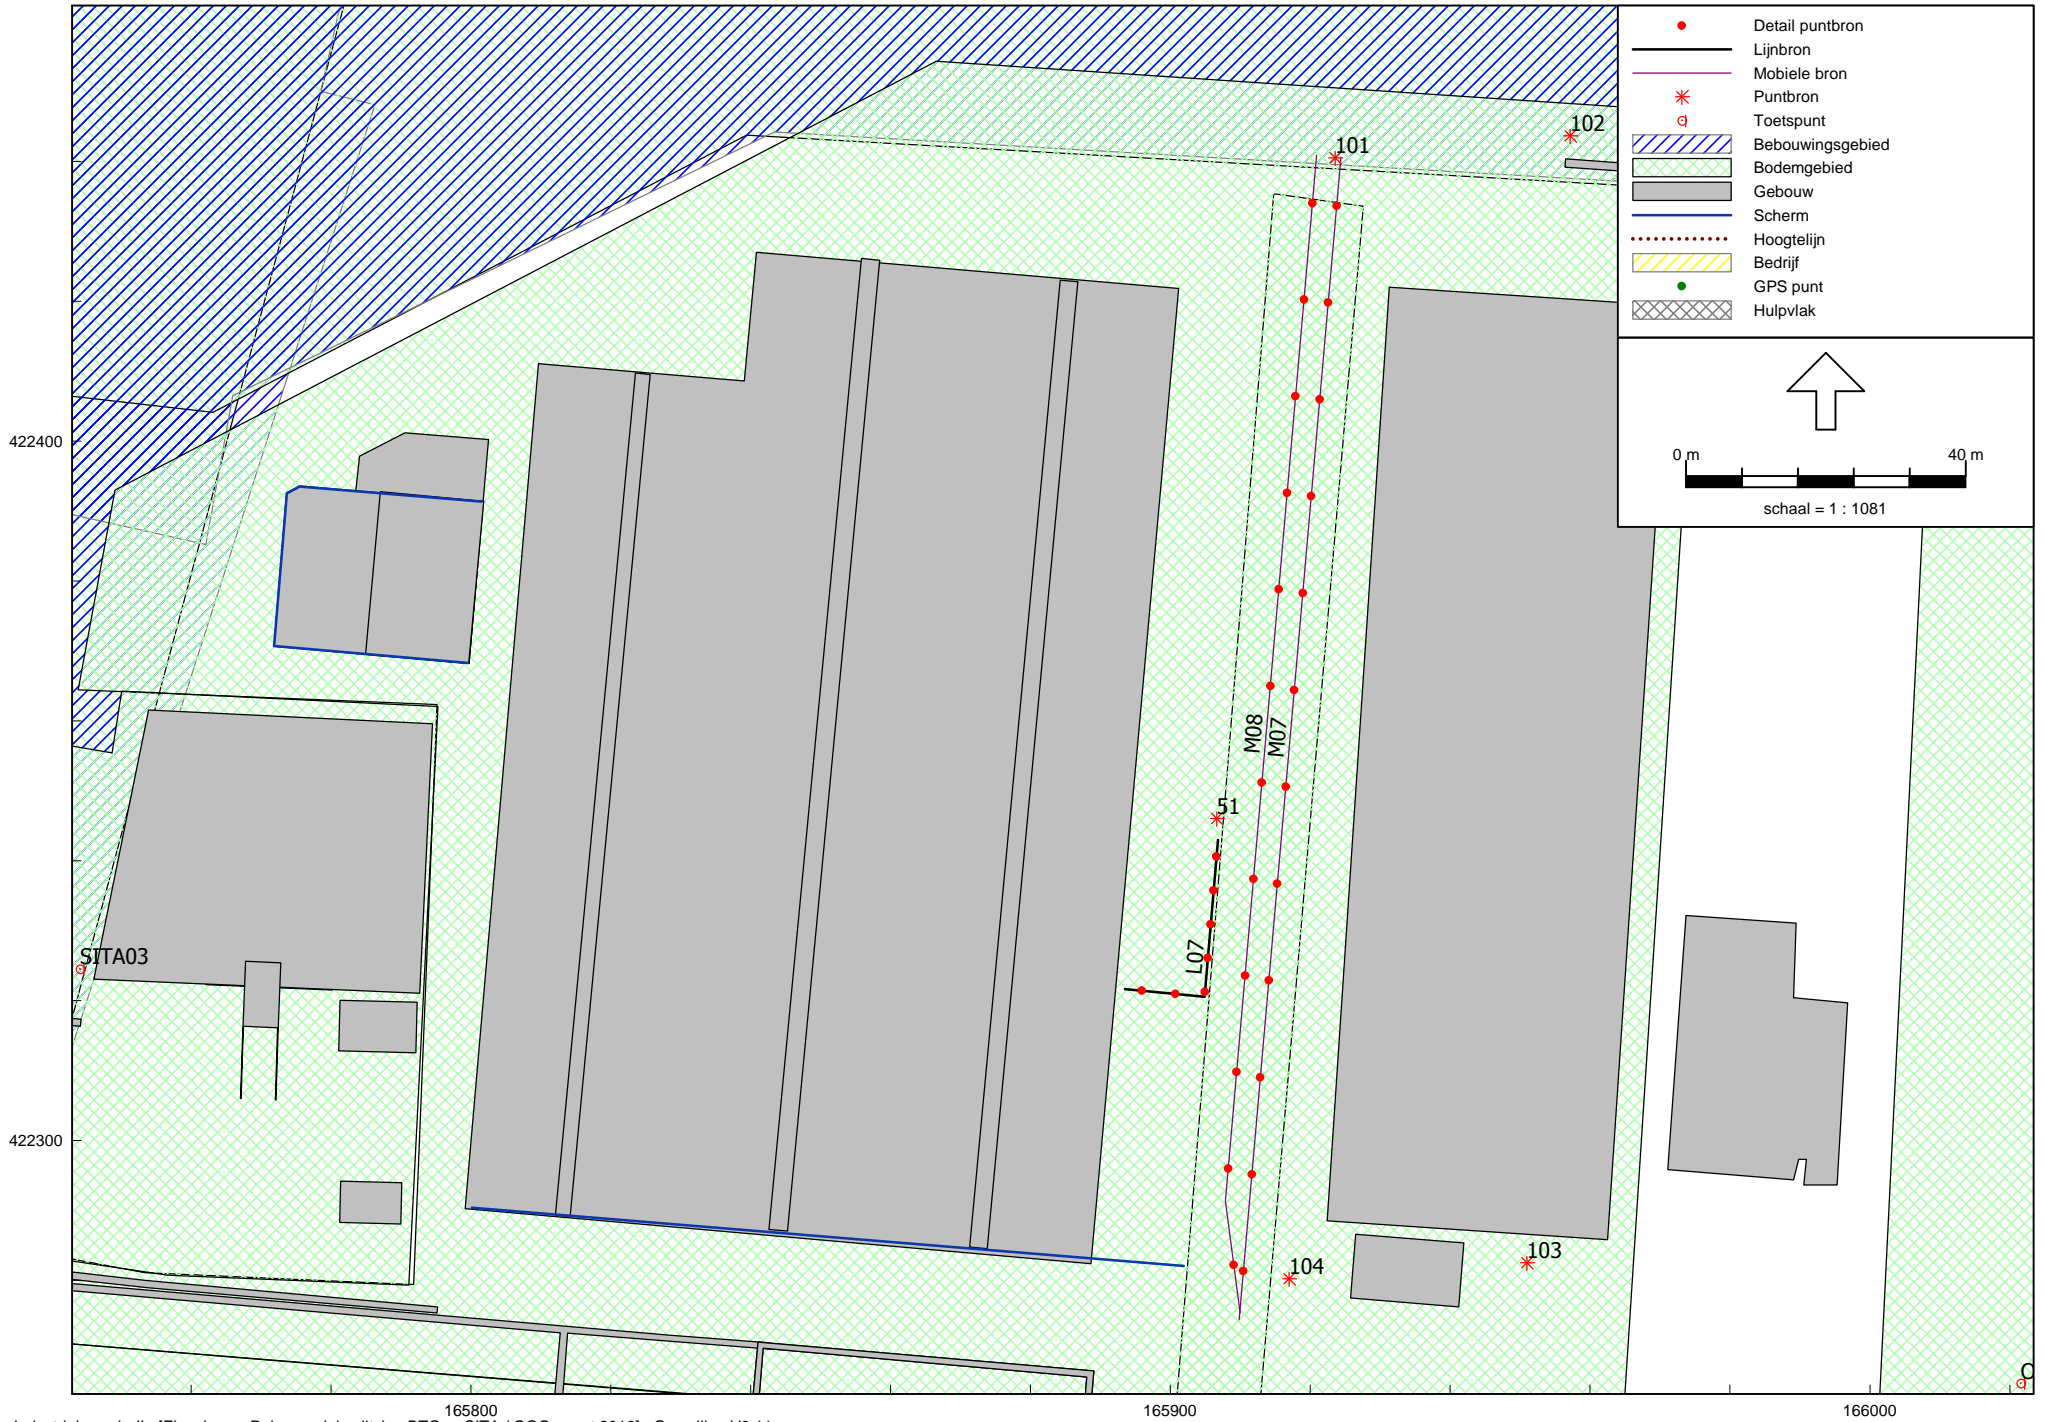 Detail puntbron
Lijnbron
Mobiele bron
Puntbron
Toetspunt
Bebouwingsgebied
Bodemgebied
Gebouw
Scherm
Hoogtelijn
Bedrijf
GPS punt
Hulpvlak
0 m 40 m
schaal = 1 : 1081
102
101
422400
M08
M07
51
L07
SITA03
422300
103
104
O
165800
165900
166000